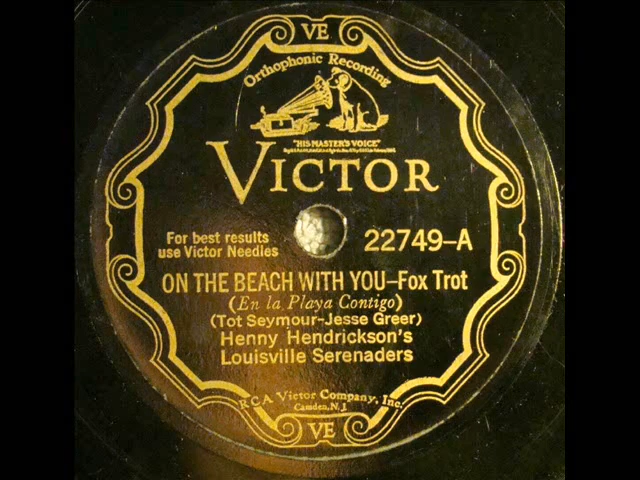 VE
Orthophonic Recording
"HIS MASTER'S VOICE"
VICTOR
For best results
use Victor Needles
22749-A
ON THE BEACH WITH YOU-Fox Trot
(En la Playa Contigo)
(Tot Seymour-Jesse Greer)
Henny Hendrickson's
Louisville Serenaders
RCA Victor Company, Inc.
Camden, N.J.
VE